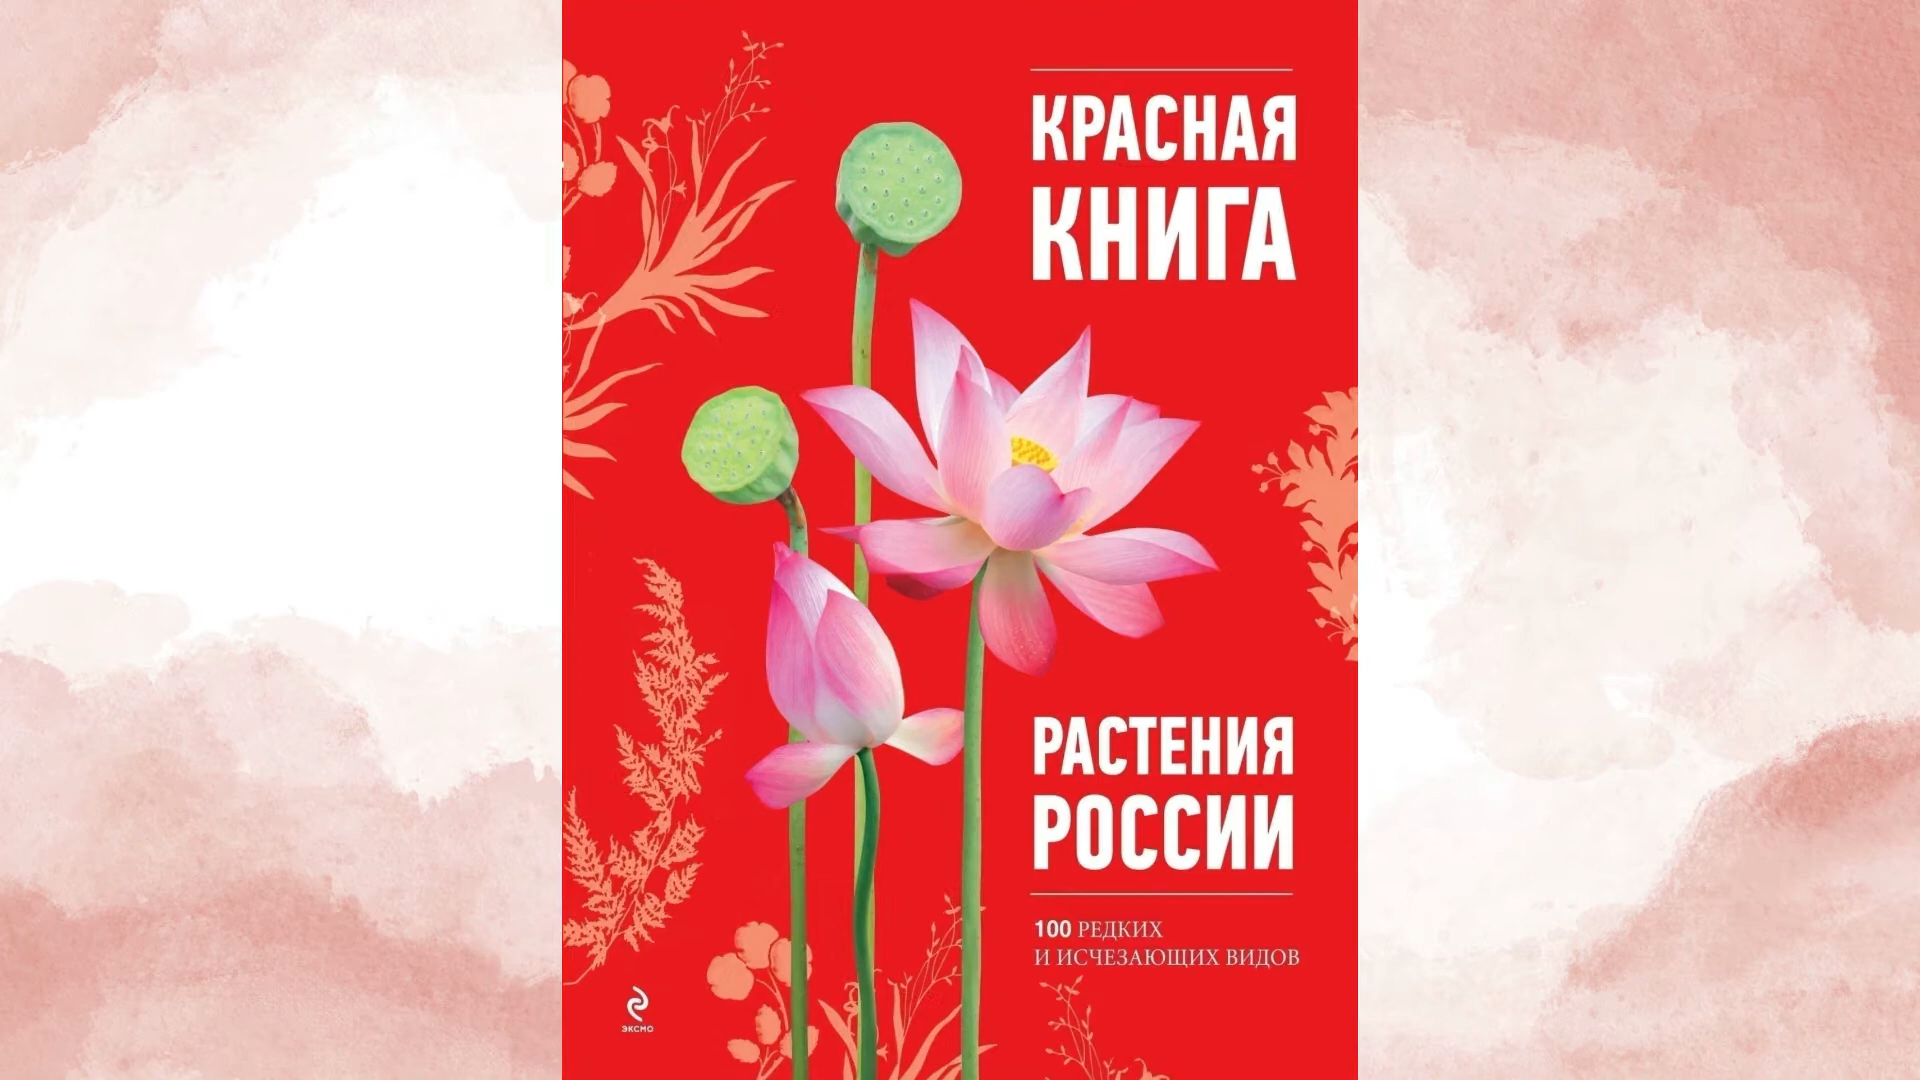 КРАСНАЯ
КНИГА
РАСТЕНИЯ
РОССИИ
100 РЕДКИХ
И ИСЧЕЗАЮЩИХ ВИДОВ
ЭКСМО